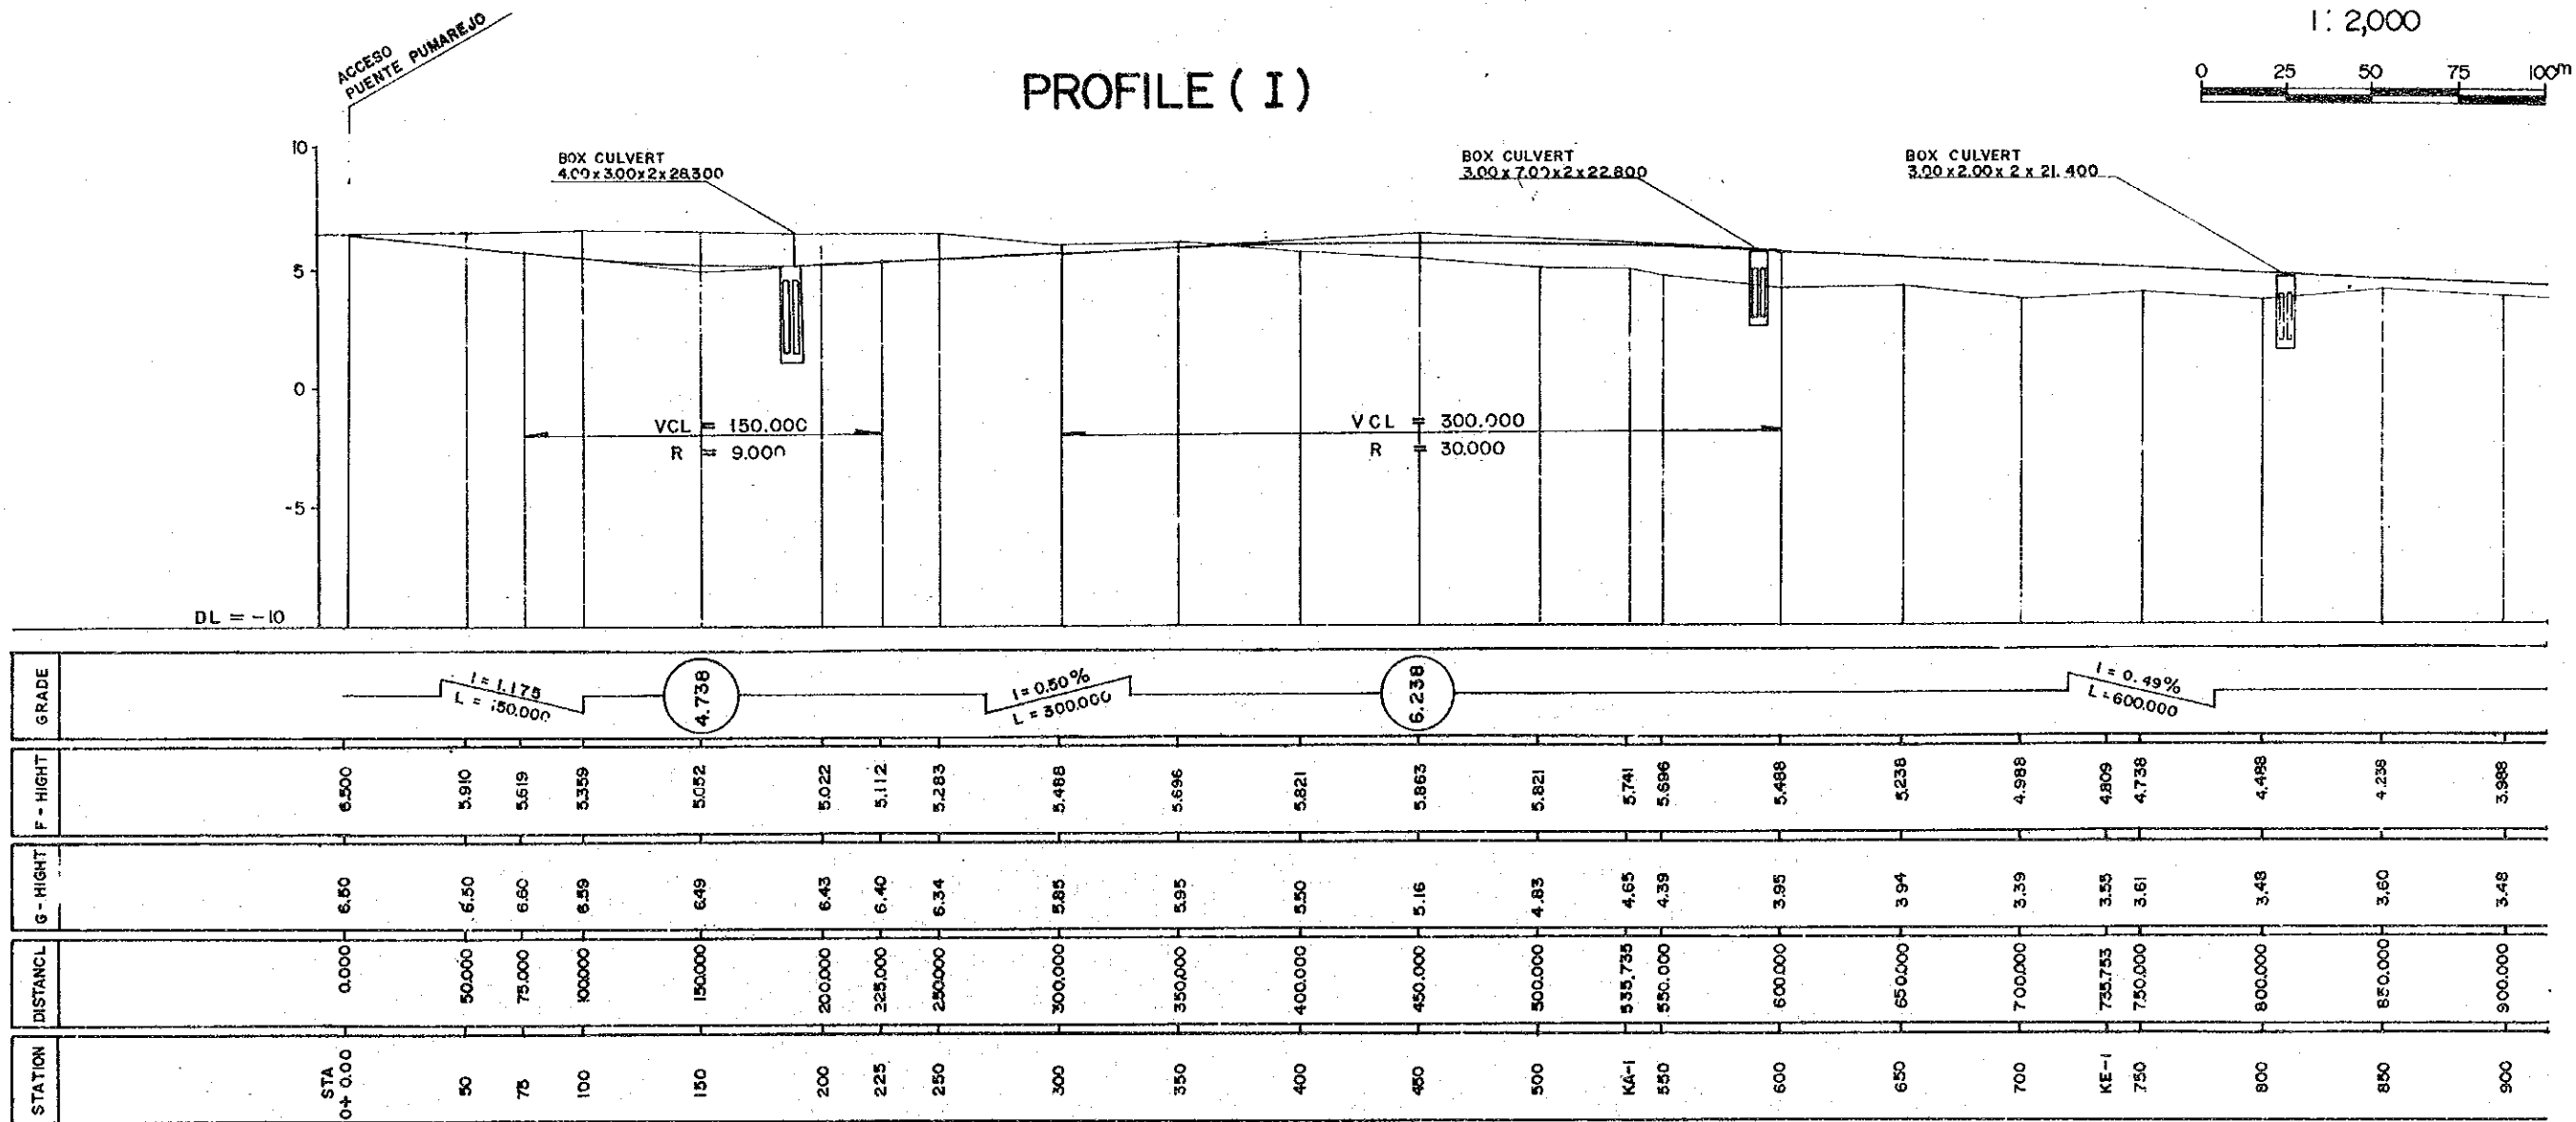 1: 2,000
0 25 50 75 100m
ACCESO
PUENTE PUMAREJO
PROFILE ( I )
BOX CULVERT
4.00 x 3.00 x 2 x 28.300
BOX CULVERT
3.00 x 7.00 x 2 x 22.800
BOX CULVERT
3.00 x 2.00 x 2 x 21.400
10
5
0
-5
DL = -10
VCL = 150.000
R = 9.000
VCL = 300.000
R = 30.000
GRADE
I = 1.175
L = 150.000
4.738
I = 0.50 %
L = 300.000
6.238
I = 0.49%
L = 600.000
F - HIGHT 6.500 5.910 5.619 5.359 5.052 5.022 5.112 5.283 5.488 5.696 5.821 5.863 5.821 5.741 5.696 5.488 5.238 4.988 4.809 4.738 4.488 4.238 3.988
G - HIGHT 6.50 6.50 6.60 6.59 6.49 6.43 6.40 6.34 5.85 5.95 5.50 5.16 4.83 4.65 4.39 3.95 3.94 3.39 3.55 3.61 3.48 3.60 3.48
DISTANCL 0.000 50.000 75.000 100.000 150.000 200.000 225.000 250.000 300.000 350.000 400.000 450.000 500.000 535.735 550.000 600.000 650.000 700.000 735.753 750.000 800.000 850.000 900.000
STATION STA 0+ 0.00 50 75 100 150 200 225 250 300 350 400 450 500 KA-1 550 600 650 700 KE-1 750 800 850 900